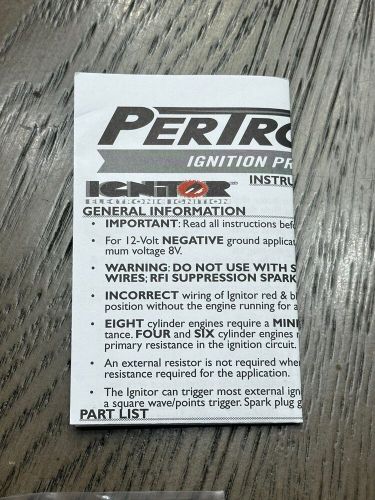 PERTRO
IGNITION PR
IGNITOR
ELECTRONIC IGNITION
INSTRU
GENERAL INFORMATION
• IMPORTANT: Read all instructions befo
• For 12-Volt NEGATIVE ground applicat
mum voltage 8V.
• WARNING: DO NOT USE WITH S
WIRES; RFI SUPPRESSION SPARK
• INCORRECT wiring of Ignitor red & bl
position without the engine running for a
• EIGHT cylinder engines require a MINI
tance. FOUR and SIX cylinder engines r
primary resistance in the ignition circuit.
• An external resistor is not required whe
resistance required for the application.
• The Ignitor can trigger most external ign
a square wave/points trigger. Spark plug g
PART LIST